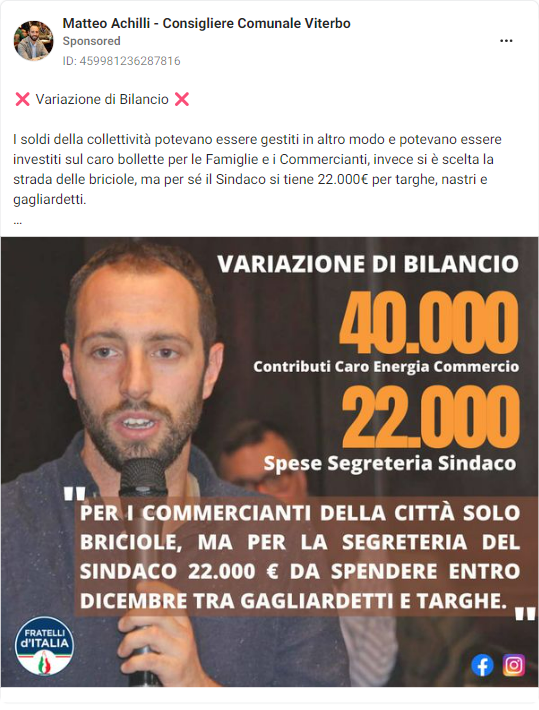 Matteo Achilli - Consigliere Comunale Viterbo
Sponsored
ID: 459981236287816
❌ Variazione di Bilancio ❌
I soldi della collettività potevano essere gestiti in altro modo e potevano essere
investiti sul caro bollette per le Famiglie e i Commercianti, invece si è scelta la
strada delle briciole, ma per sé il Sindaco si tiene 22.000€ per targhe, nastri e
gagliardetti.
...
VARIAZIONE DI BILANCIO
40.000
Contributi Caro Energia Commercio
22.000
Spese Segreteria Sindaco
"PER I COMMERCIANTI DELLA CITTÀ SOLO
BRICIOLE, MA PER LA SEGRETERIA DEL
SINDACO 22.000 € DA SPENDERE ENTRO
DICEMBRE TRA GAGLIARDETTI E TARGHE."
FRATELLI
d'ITALIA